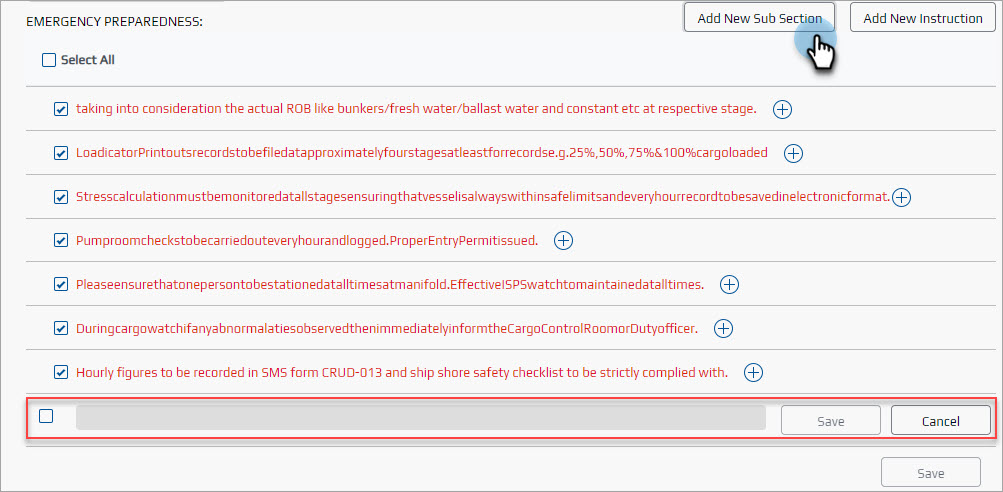 EMERGENCY PREPAREDNESS:
Add New Sub Section
Add New Instruction
Select All
taking into consideration the actual ROB like bunkers/fresh water/ballast water and constant etc at respective stage.
LoadicatorPrintoutsrecordstobefiledatapproximatelyfourstagesatleastforrecordse.g.25%,50%,75%&100%cargoloaded
Stresscalculationmustbemonitoredatallstagesensuringthatvesselisalwayswithinsafelimitsandeveryhourrecordtobesavedinelectronicformat.
Pumproomcheckstobecarriedouteveryhourandlogged.ProperEntryPermitissued.
Pleaseensurethatonepersontobestationedatalltimesatmanifold.EffectiveISPSwatchtomaintainedatalltimes.
Duringcargowatchifanyabnormalatiesobservedthenimmediatelyinformthe​CargoControlRoomorDutyofficer.
Hourly figures to be recorded in SMS form CRUD-013 and ship shore safety checklist to be strictly complied with.
Save
Cancel
Save